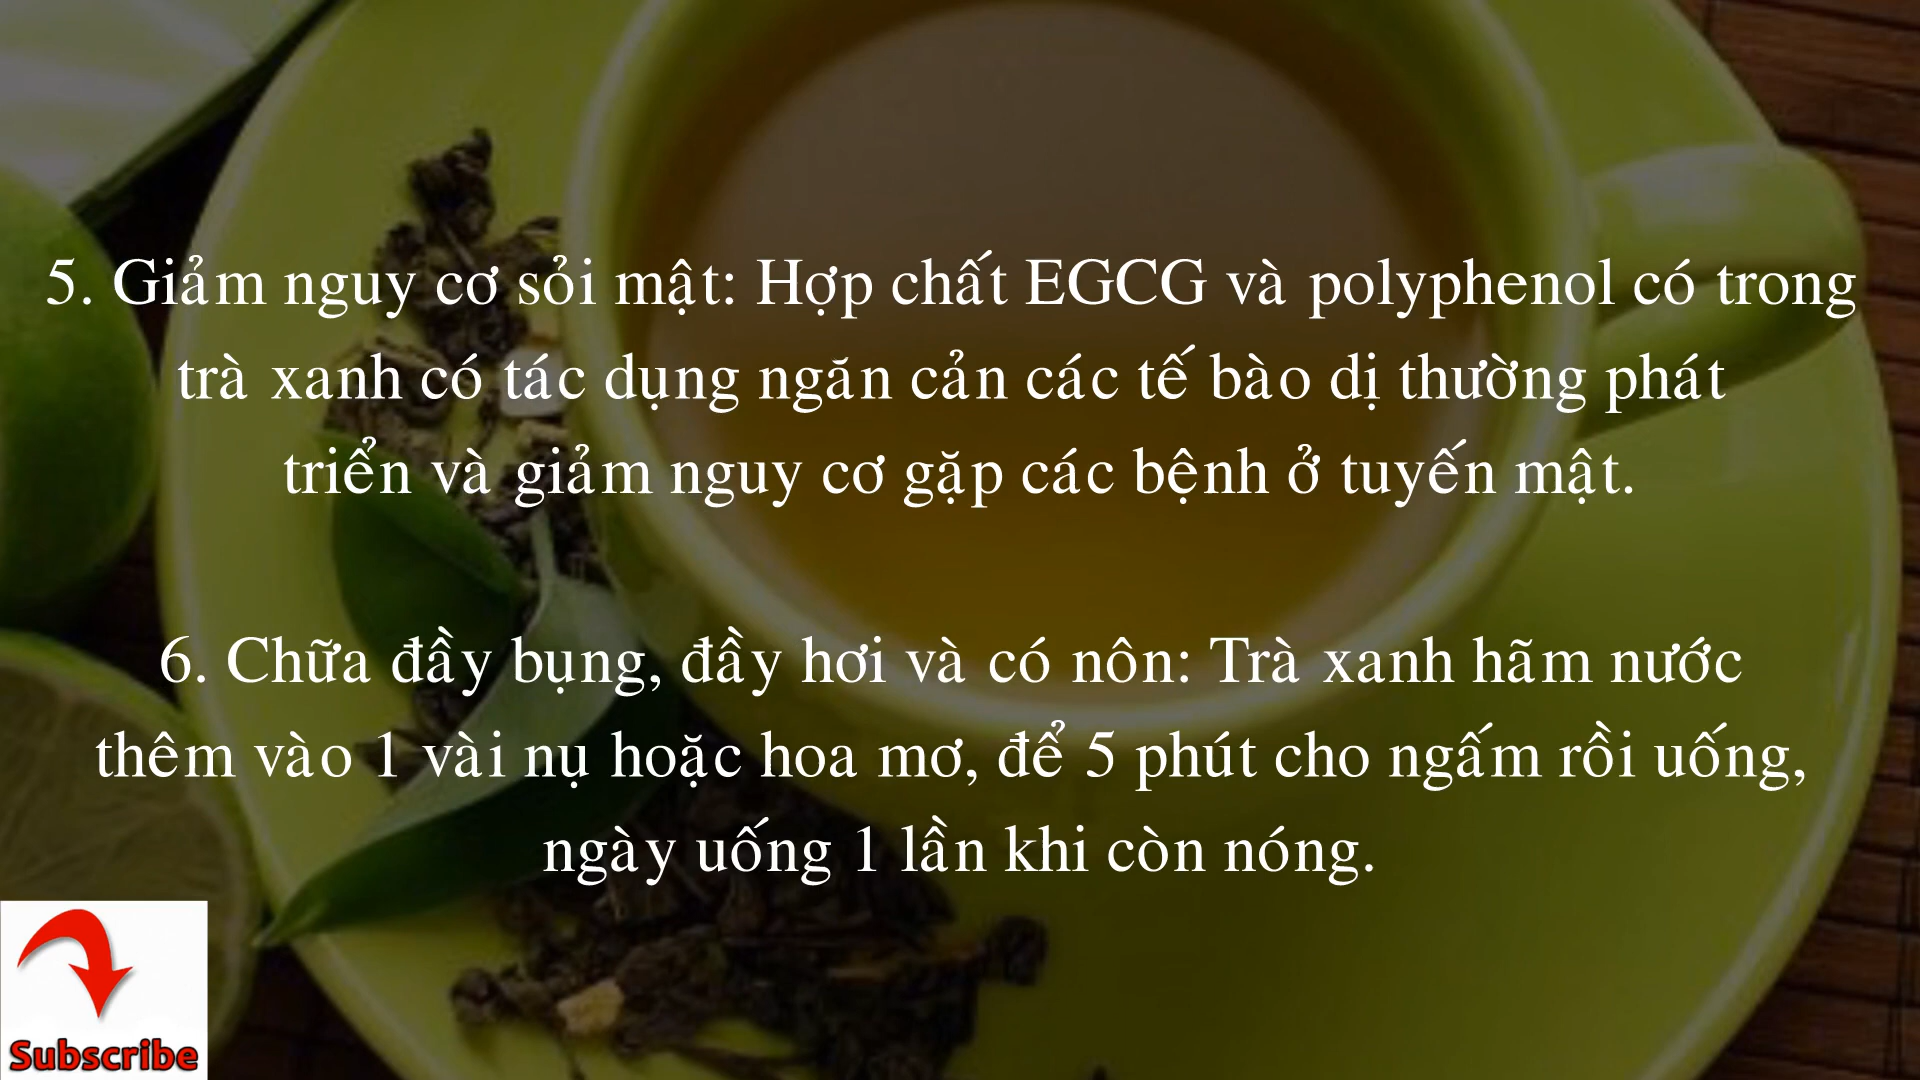 5. Giảm nguy cơ sỏi mật: Hợp chất EGCG và polyphenol có trong
trà xanh có tác dụng ngăn cản các tế bào dị thường phát
triển và giảm nguy cơ gặp các bệnh ở tuyến mật.
6. Chữa đầy bụng, đầy hơi và có nôn: Trà xanh hãm nước
thêm vào 1 vài nụ hoặc hoa mơ, để 5 phút cho ngấm rồi uống,
ngày uống 1 lần khi còn nóng.
Subscribe